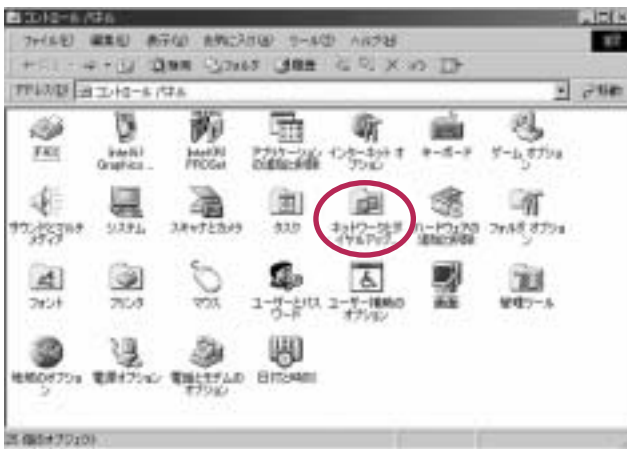 コントロール パネル
ファイル(F) 編集(E) 表示(V) お気に入り(A) ツール(T) ヘルプ(H)
検索 フォルダ 履歴
アドレス(D) コントロール パネル 移動
FAX Intel(R) Graphics ... Intel(R) PROSet アプリケーションの追加と削除 インターネット オプション キーボード ゲーム オプション
サウンドとマルチメディア システム スキャナとカメラ タスク ネットワークとダイヤルアップ ハードウェアの追加と削除 フォルダ オプション
フォント プリンタ マウス ユーザーとパスワード ユーザー補助のオプション 画面 管理ツール
地域のオプション 電源オプション 電話とモデムのオプション 日付と時刻
個のオブジェクト